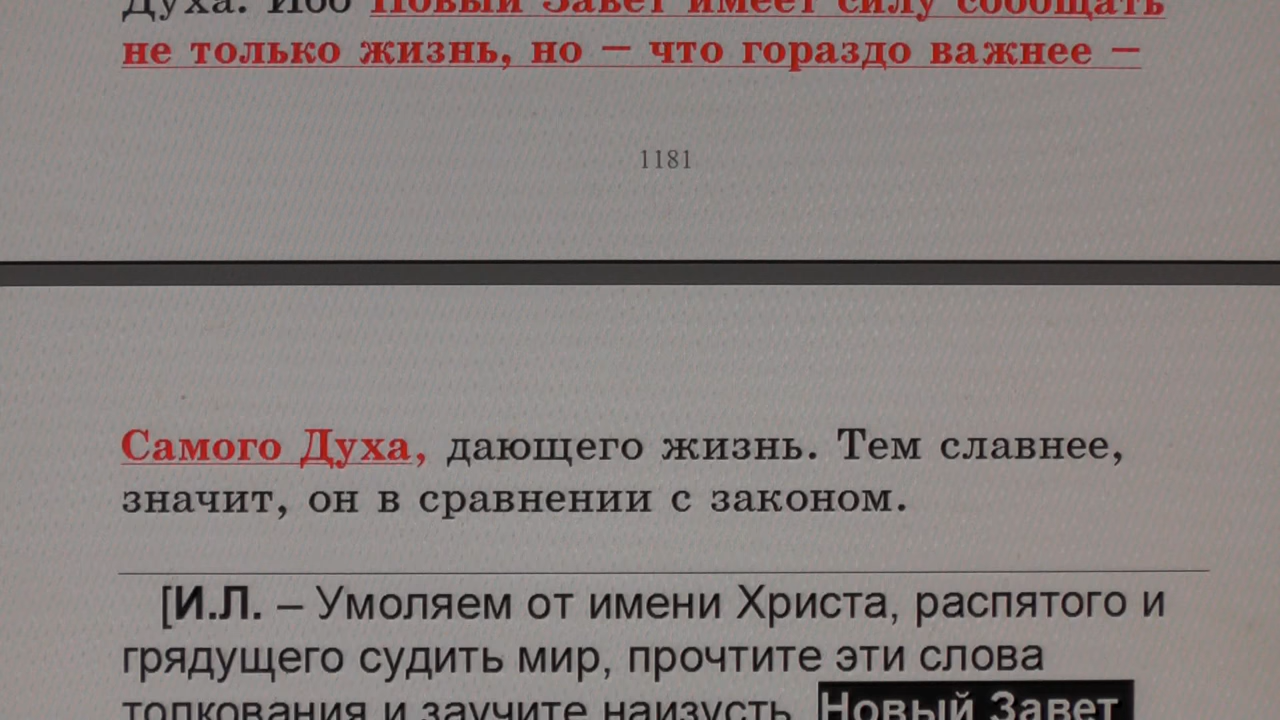 Духа. Ибо Новый Завет имеет силу сообщать
не только жизнь, но — что гораздо важнее —
1181
Самого Духа, дающего жизнь. Тем славнее,
значит, он в сравнении с законом.
[И.Л. – Умоляем от имени Христа, распятого и
грядущего судить мир, прочтите эти слова
толкования и заучите наизусть. Новый Завет